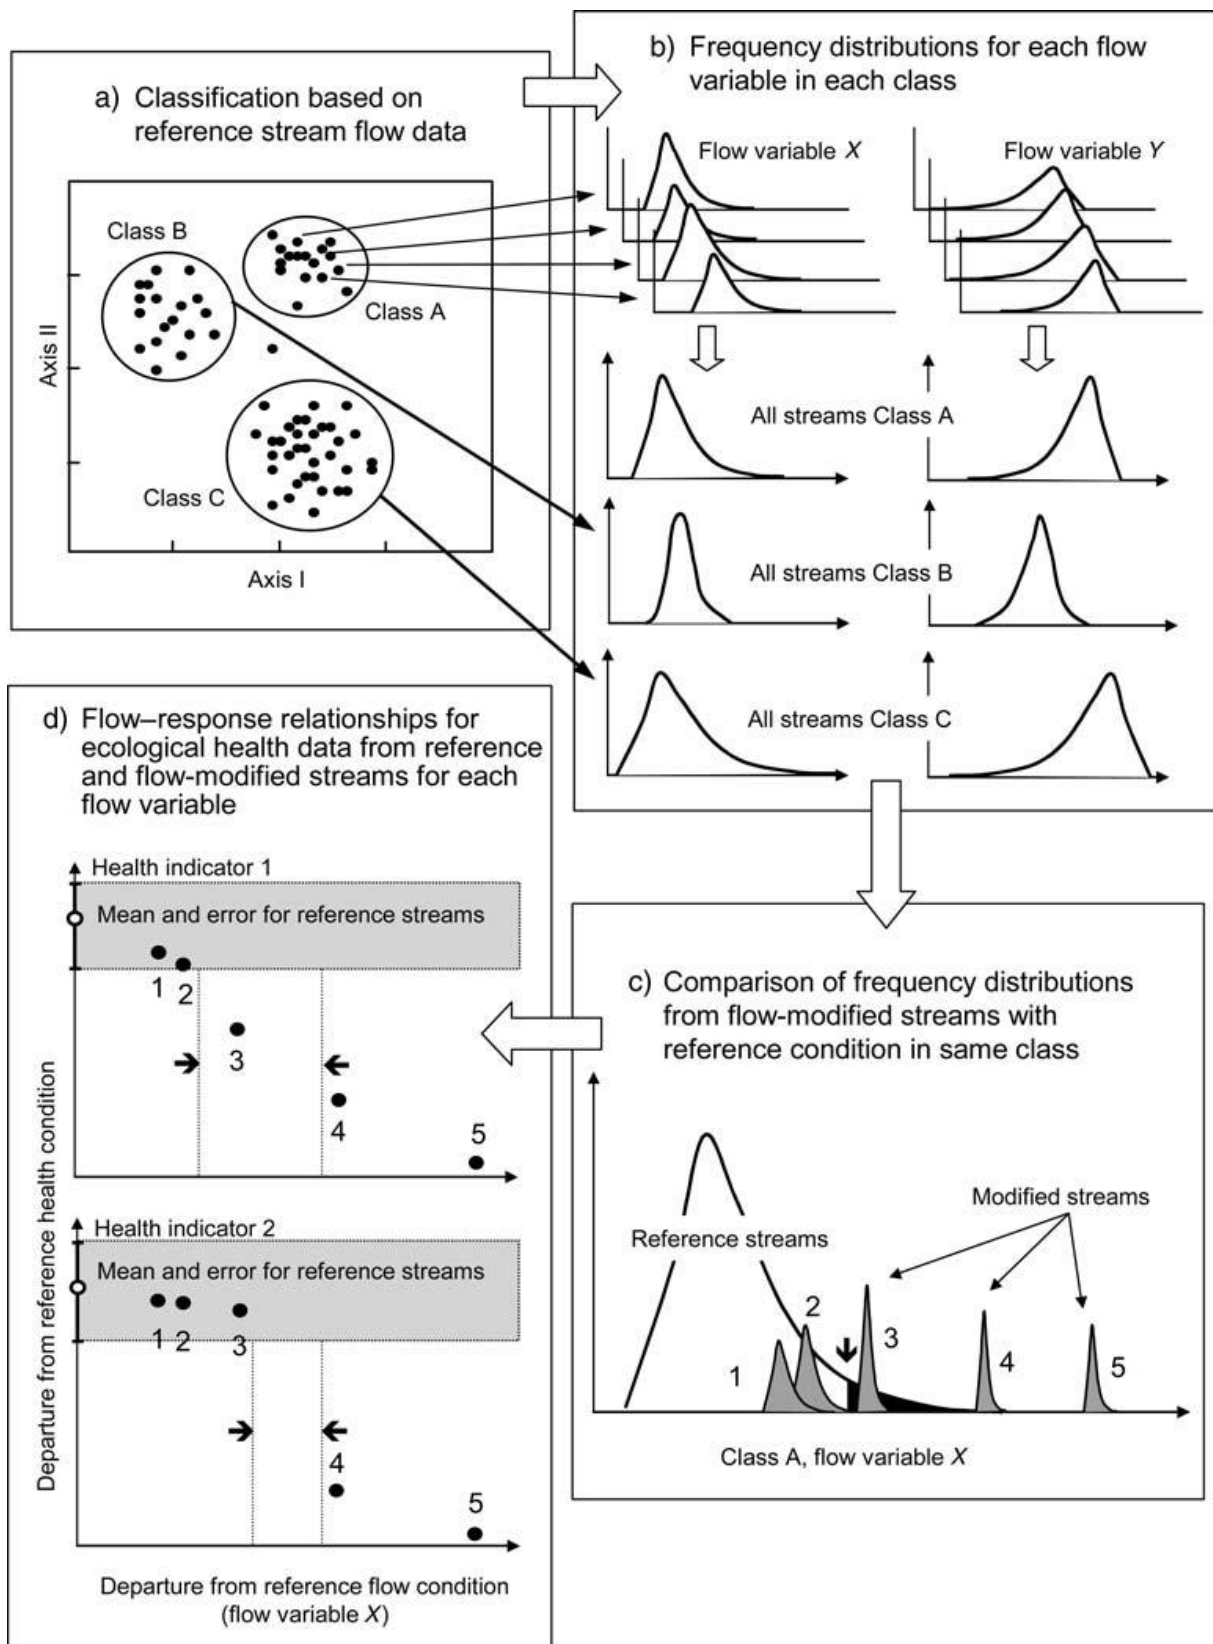 a) Classification based on
reference stream flow data
Class B
Class A
Class C
Axis II
Axis I
b) Frequency distributions for each flow
variable in each class
Flow variable X
Flow variable Y
All streams Class A
All streams Class B
All streams Class C
c) Comparison of frequency distributions
from flow-modified streams with
reference condition in same class
Modified streams
Reference streams
1
2
3
4
5
Class A, flow variable X
d) Flow–response relationships for
ecological health data from reference
and flow-modified streams for each
flow variable
Health indicator 1
Mean and error for reference streams
1
2
3
4
5
Health indicator 2
Mean and error for reference streams
1
2
3
4
5
Departure from reference health condition
Departure from reference flow condition
(flow variable X)